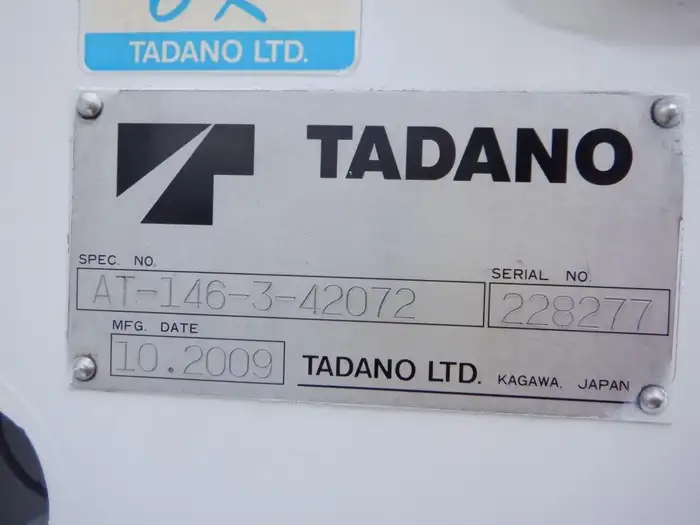 OK
TADANO LTD.
TADANO
SPEC. NO.
SERIAL NO.
AT-146-3-42072
228277
MFG. DATE
10.2009
TADANO LTD. KAGAWA, JAPAN